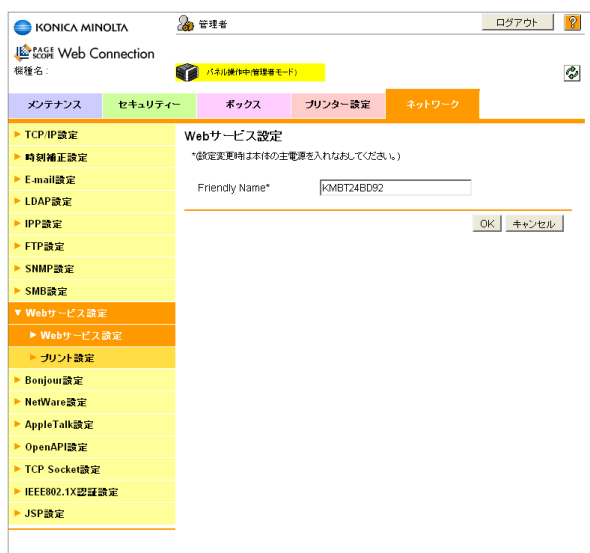 KONICA MINOLTA
管理者
ログアウト
?
PAGE SCOPE Web Connection
機種名:
パネル操作中(管理者モード)
メンテナンス
セキュリティー
ボックス
プリンター設定
ネットワーク
TCP/IP設定
時刻補正設定
E-mail設定
LDAP設定
IPP設定
FTP設定
SNMP設定
SMB設定
Webサービス設定
Webサービス設定
プリント設定
Bonjour設定
NetWare設定
AppleTalk設定
OpenAPI設定
TCP Socket設定
IEEE802.1X認証設定
JSP設定
Webサービス設定
*(設定変更時は本体の主電源を入れなおしてください。)
Friendly Name*
KMBT24BD92
OK
キャンセル